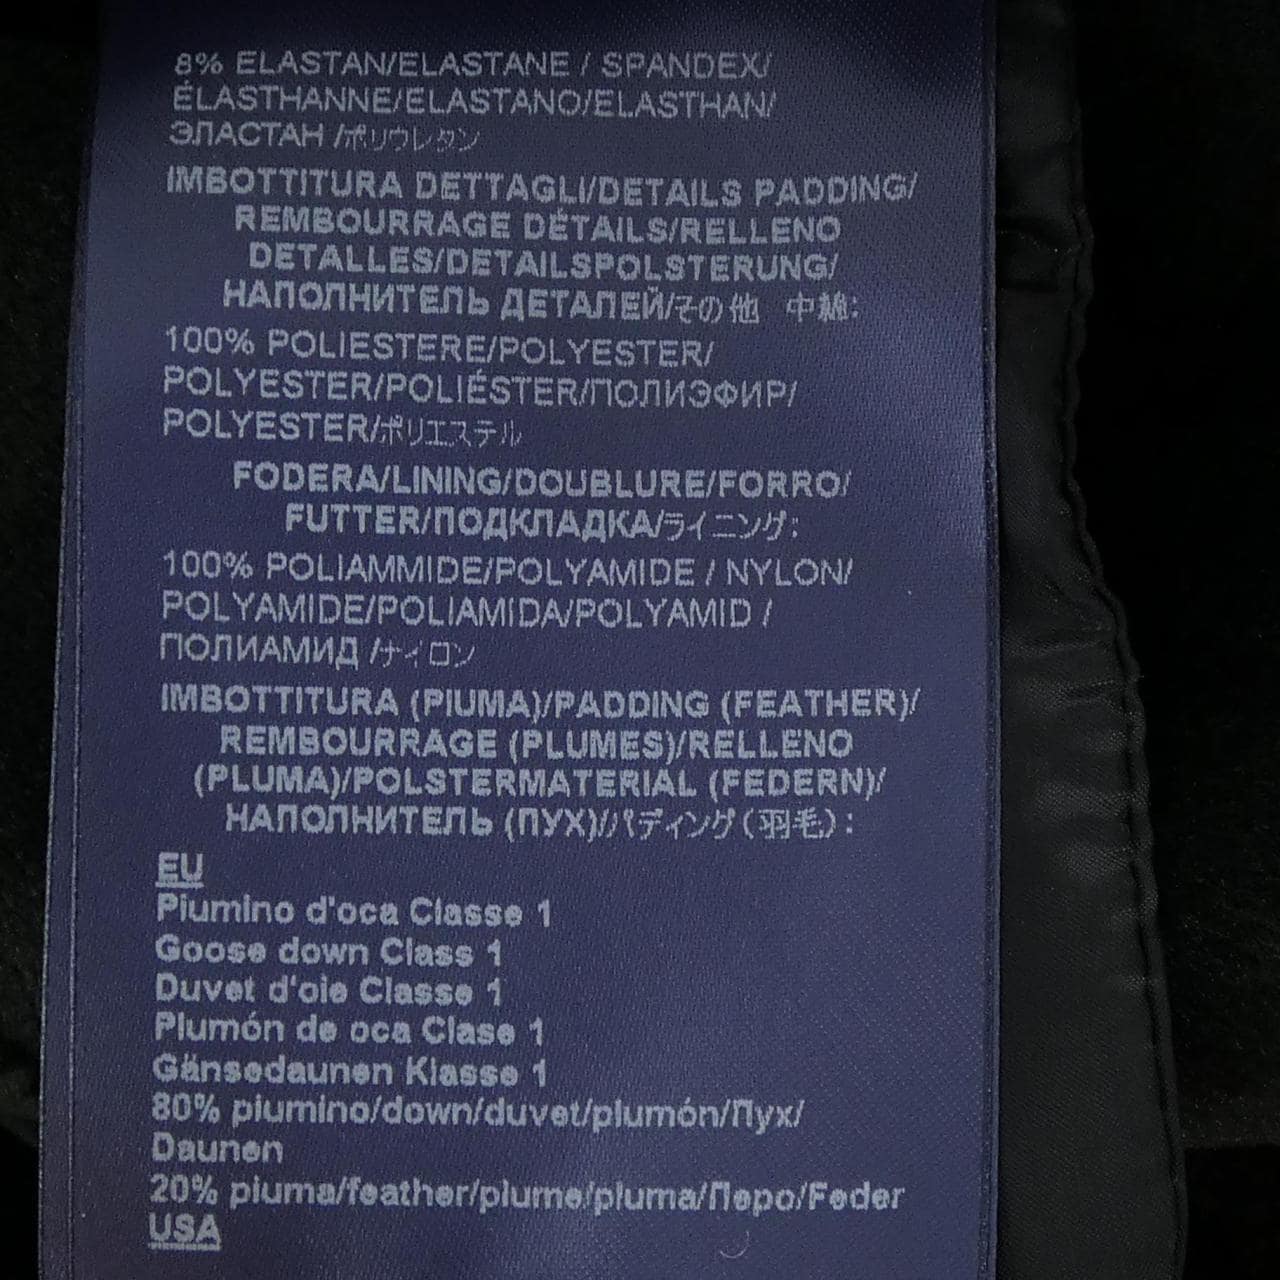 8% ELASTAN/ELASTANE / SPANDEX/
ÉLASTHANNE/ELASTANO/ELASTHAN/
ЭЛАСТАН /ポリウレタン
IMBOTTITURA DETTAGLI/DETAILS PADDING/
REMBOURRAGE DÉTAILS/RELLENO
DETALLES/DETAILSPOLSTERUNG/
НАПОЛНИТЕЛЬ ДЕТАЛЕЙ/その他 中綿:
100% POLIESTERE/POLYESTER/
POLYESTER/POLIÉSTER/ПОЛИЭФИР/
POLYESTER/ポリエステル
FODERA/LINING/DOUBLURE/FORRO/
FUTTER/ПОДКЛАДКА/ライニング:
100% POLIAMMIDE/POLYAMIDE / NYLON/
POLYAMIDE/POLIAMIDA/POLYAMID /
ПОЛИАМИД /ナイロン
IMBOTTITURA (PIUMA)/PADDING (FEATHER)/
REMBOURRAGE (PLUMES)/RELLENO
(PLUMA)/POLSTERMATERIAL (FEDERN)/
НАПОЛНИТЕЛЬ (ПУХ)/パディング(羽毛):
EU
Piumino d'oca Classe 1
Goose down Class 1
Duvet d'oie Classe 1
Plumón de oca Clase 1
Gänsedaunen Klasse 1
80% piumino/down/duvet/plumón/Пух/
Daunen
20% piuma/feather/plume/pluma/Перо/Feder
USA